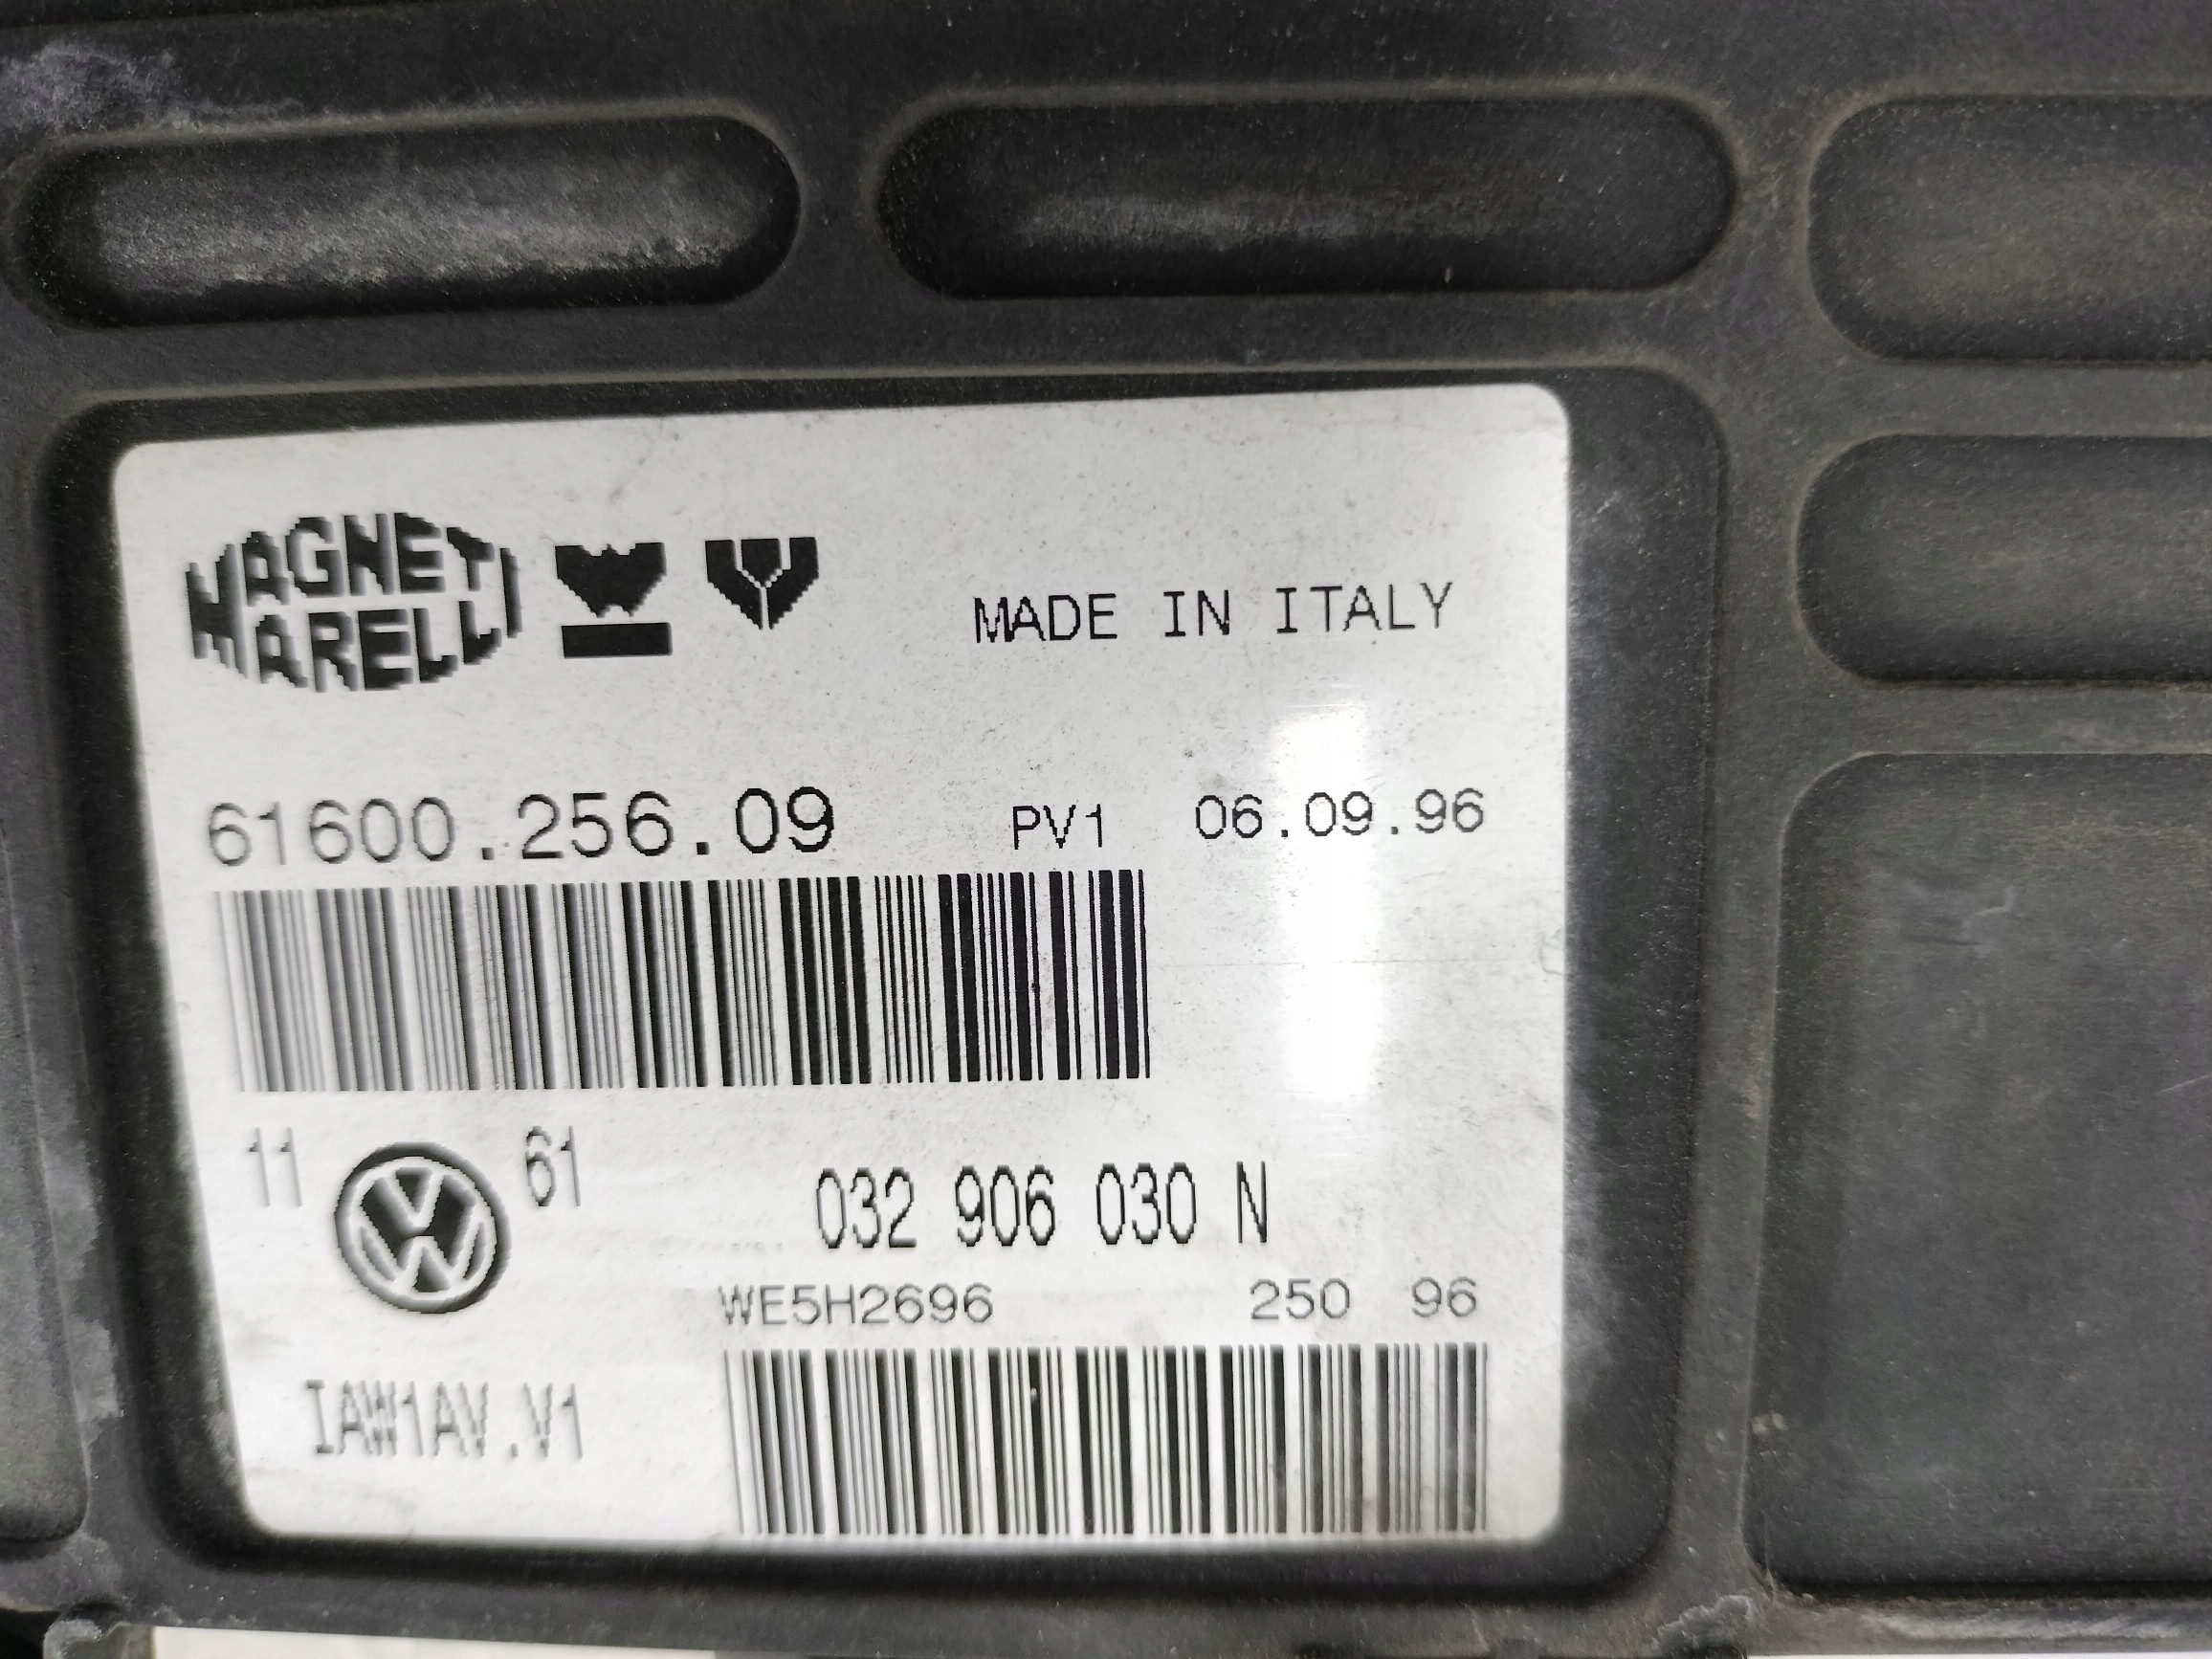 MAGNETI
MARELLI
MADE IN ITALY
61600.256.09 PV1 06.09.96
11 61 032 906 030 N
WE5H2696 250 96
IAW1AV.V1